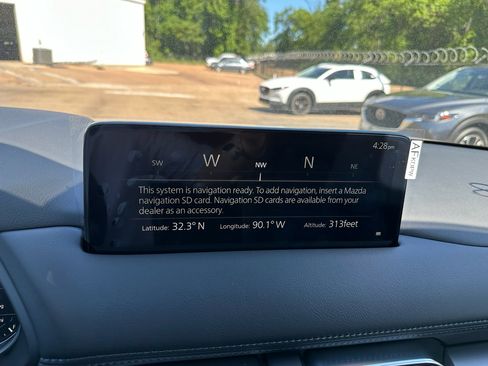 4:28pm
SW W NW N NE
This system is navigation ready. To add navigation, insert a Mazda
navigation SD card. Navigation SD cards are available from your
dealer as an accessory.
Latitude: 32.3° N Longitude: 90.1° W Altitude: 313feet